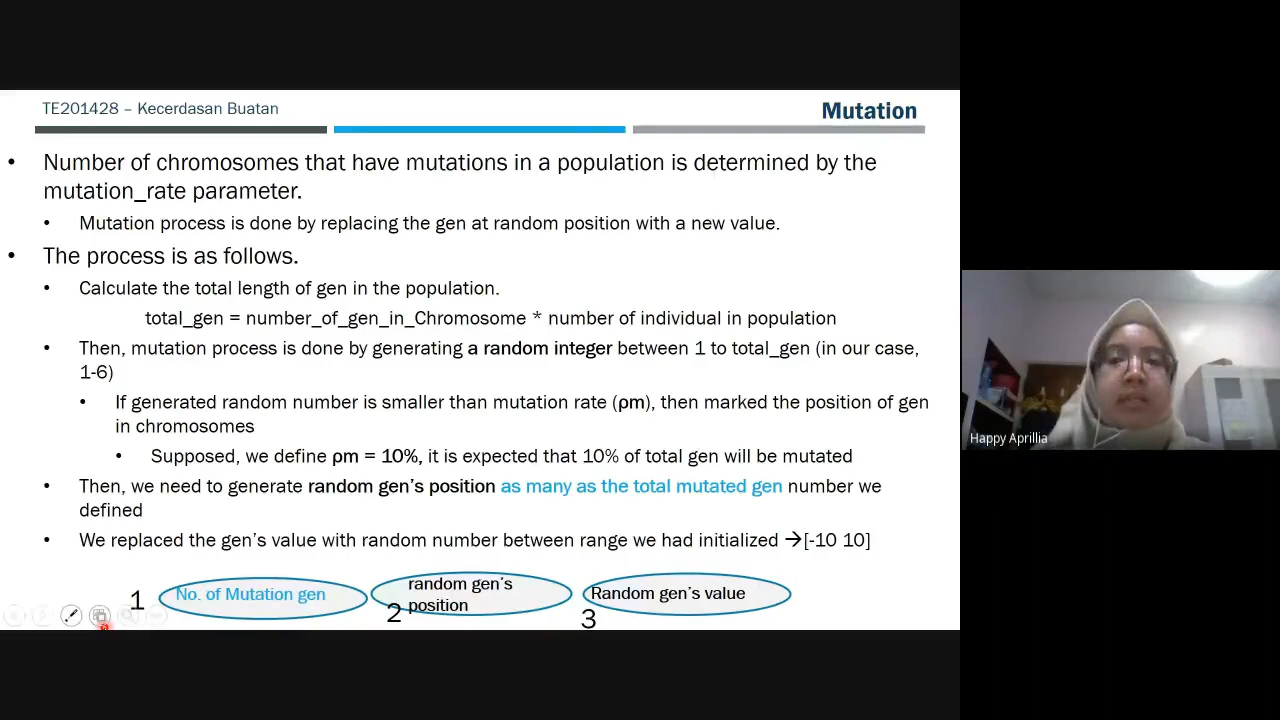 TE201428 – Kecerdasan Buatan
Mutation
• Number of chromosomes that have mutations in a population is determined by the
mutation_rate parameter.
• Mutation process is done by replacing the gen at random position with a new value.
• The process is as follows.
• Calculate the total length of gen in the population.
total_gen = number_of_gen_in_Chromosome * number of individual in population
• Then, mutation process is done by generating a random integer between 1 to total_gen (in our case,
1-6)
• If generated random number is smaller than mutation rate (ρm), then marked the position of gen
in chromosomes
• Supposed, we define ρm = 10%, it is expected that 10% of total gen will be mutated
• Then, we need to generate random gen's position as many as the total mutated gen number we
defined
• We replaced the gen's value with random number between range we had initialized →[-10 10]
1 No. of Mutation gen
2 random gen's
position
3 Random gen's value
Happy Aprillia